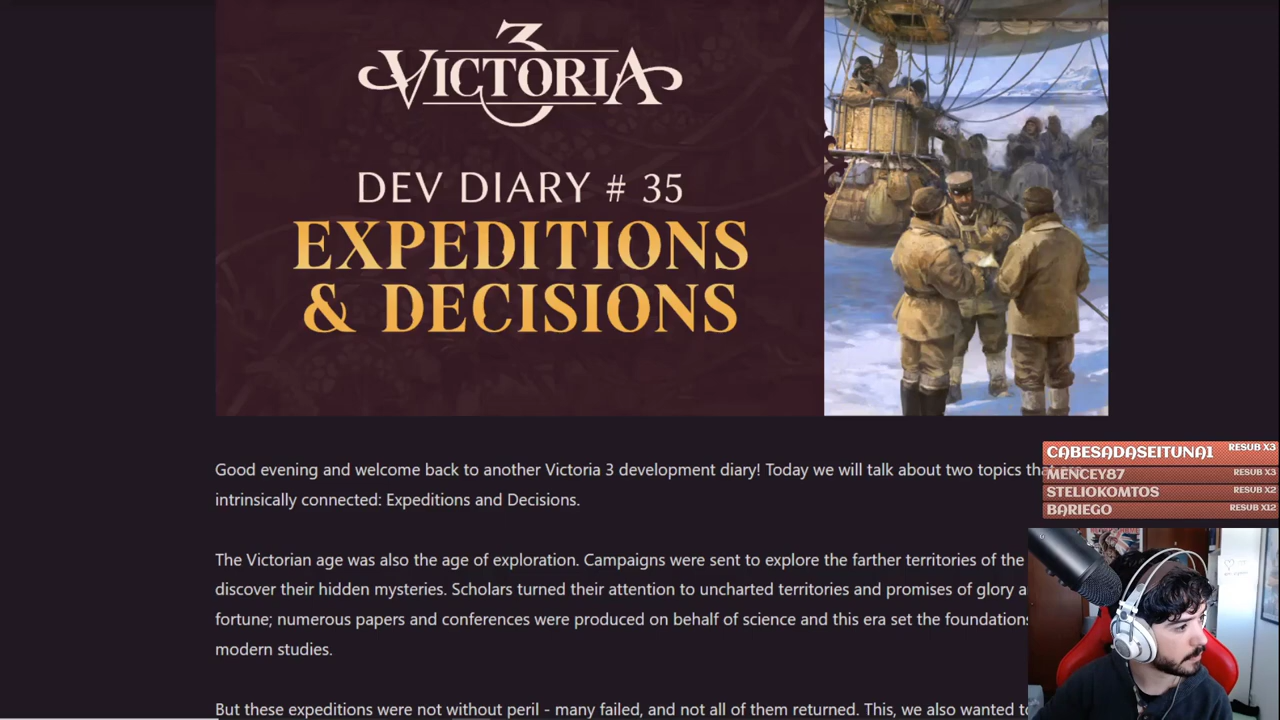 3
VICTORIA
DEV DIARY # 35
EXPEDITIONS
& DECISIONS
Good evening and welcome back to another Victoria 3 development diary! Today we will talk about two topics
intrinsically connected: Expeditions and Decisions.
The Victorian age was also the age of exploration. Campaigns were sent to explore the farther territories of the
discover their hidden mysteries. Scholars turned their attention to uncharted territories and promises of glory
fortune; numerous papers and conferences were produced on behalf of science and this era set the foundations
modern studies.
But these expeditions were not without peril - many failed, and not all of them returned. This, we also wanted
CABESADASEITUNA1 RESUB X3
MENCEY87 RESUB X3
STELIOKOMTOS RESUB X2
BARIEGO RESUB X12